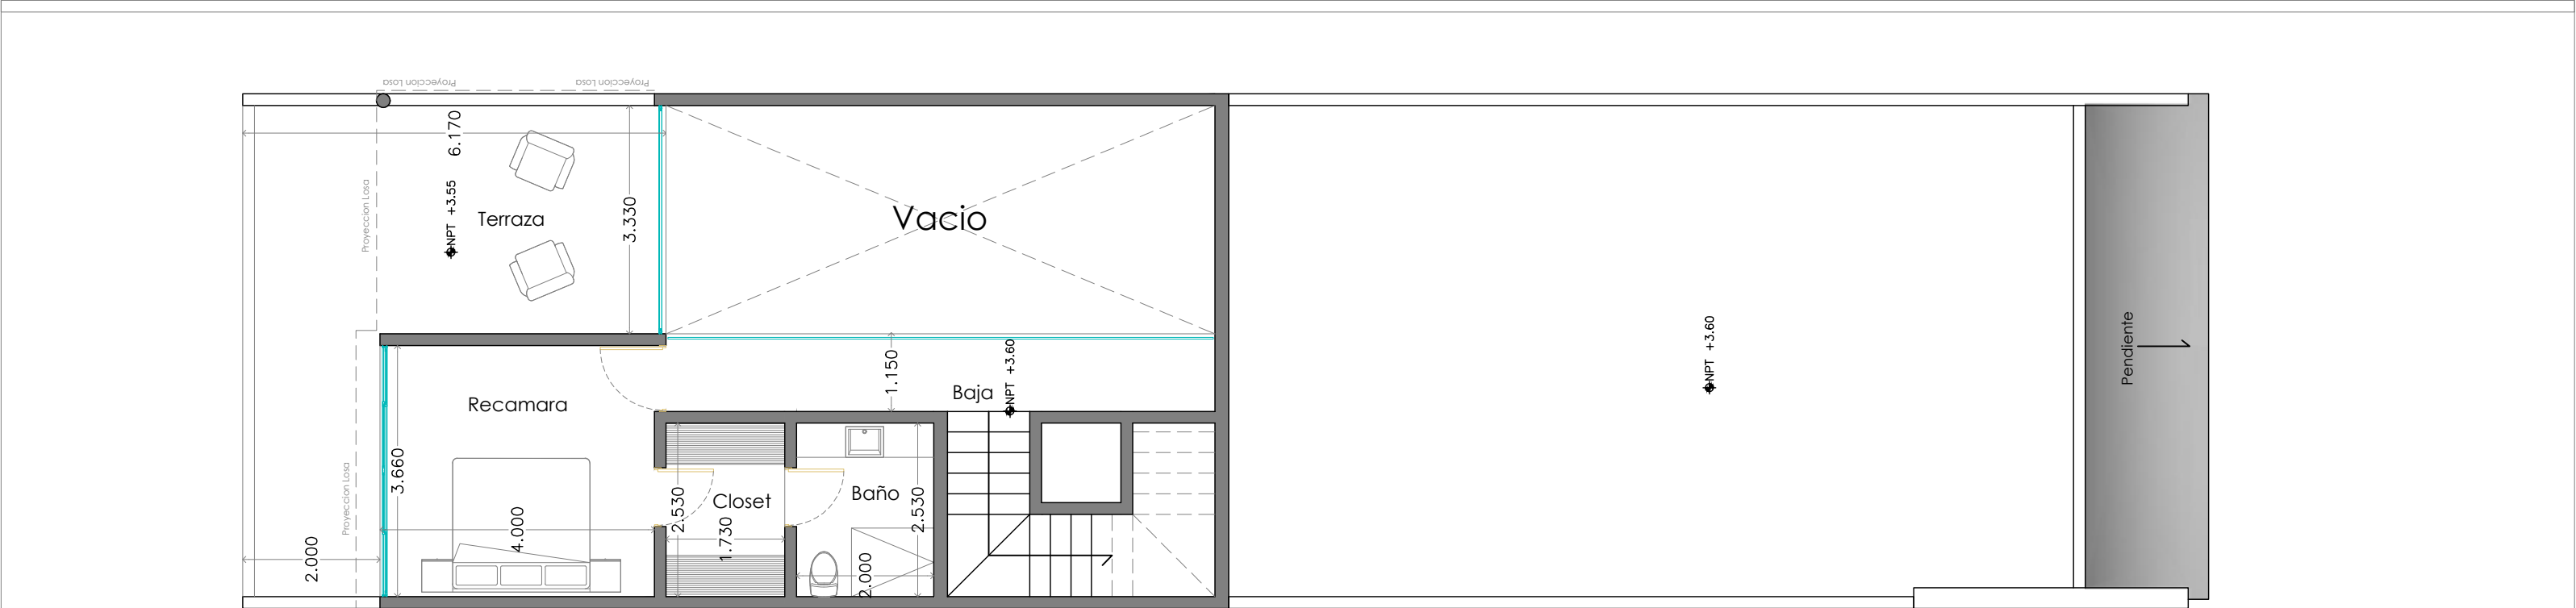 Proyeccion Losa
Proyeccion Losa
6.170
Proyeccion Losa
NPT +3.55
Terraza
3.330
Vacio
NPT +3.60
Pendiente
1.150
NPT +3.60
Baja
Recamara
3.660
Closet
Baño
2.530
2.530
Proyeccion Losa
4.000
1.730
2.000
2.000